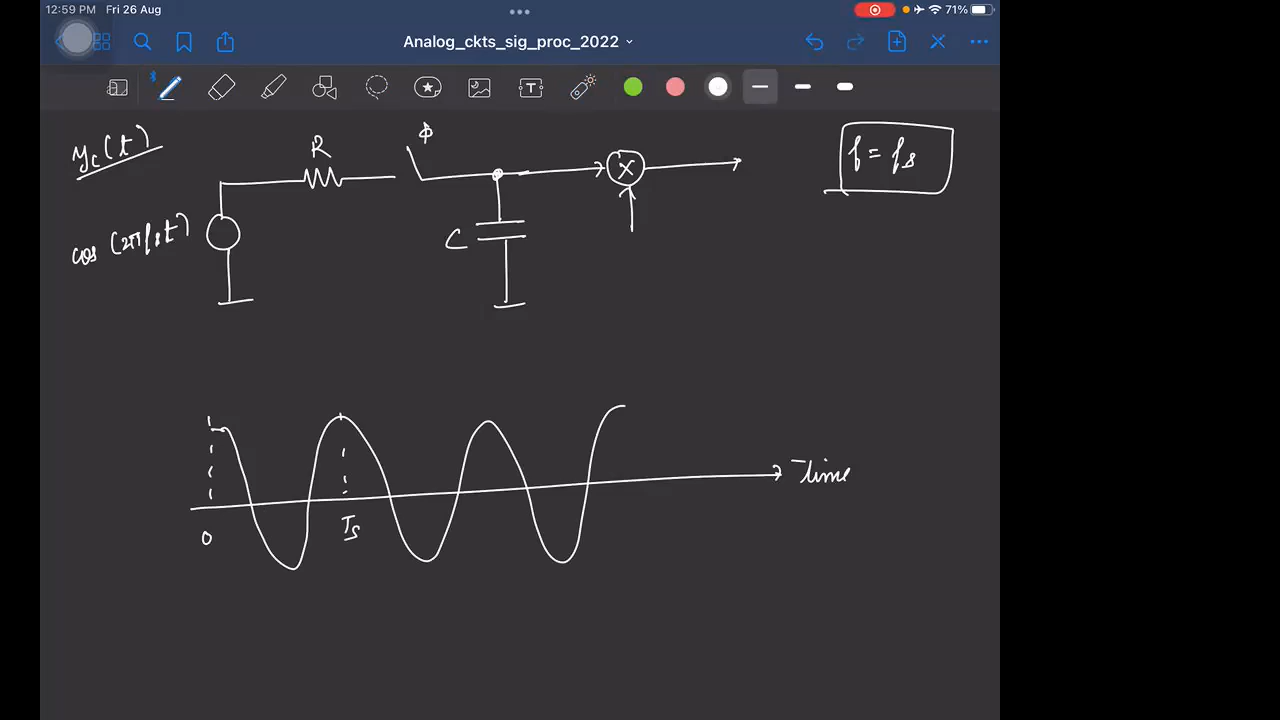 12:59 PM Fri 26 Aug
71%
Analog_ckts_sig_proc_2022
T
y_c(t)
R
Φ
f = f_s
X
cos(2πf_s t)
C
Time
0
T_s